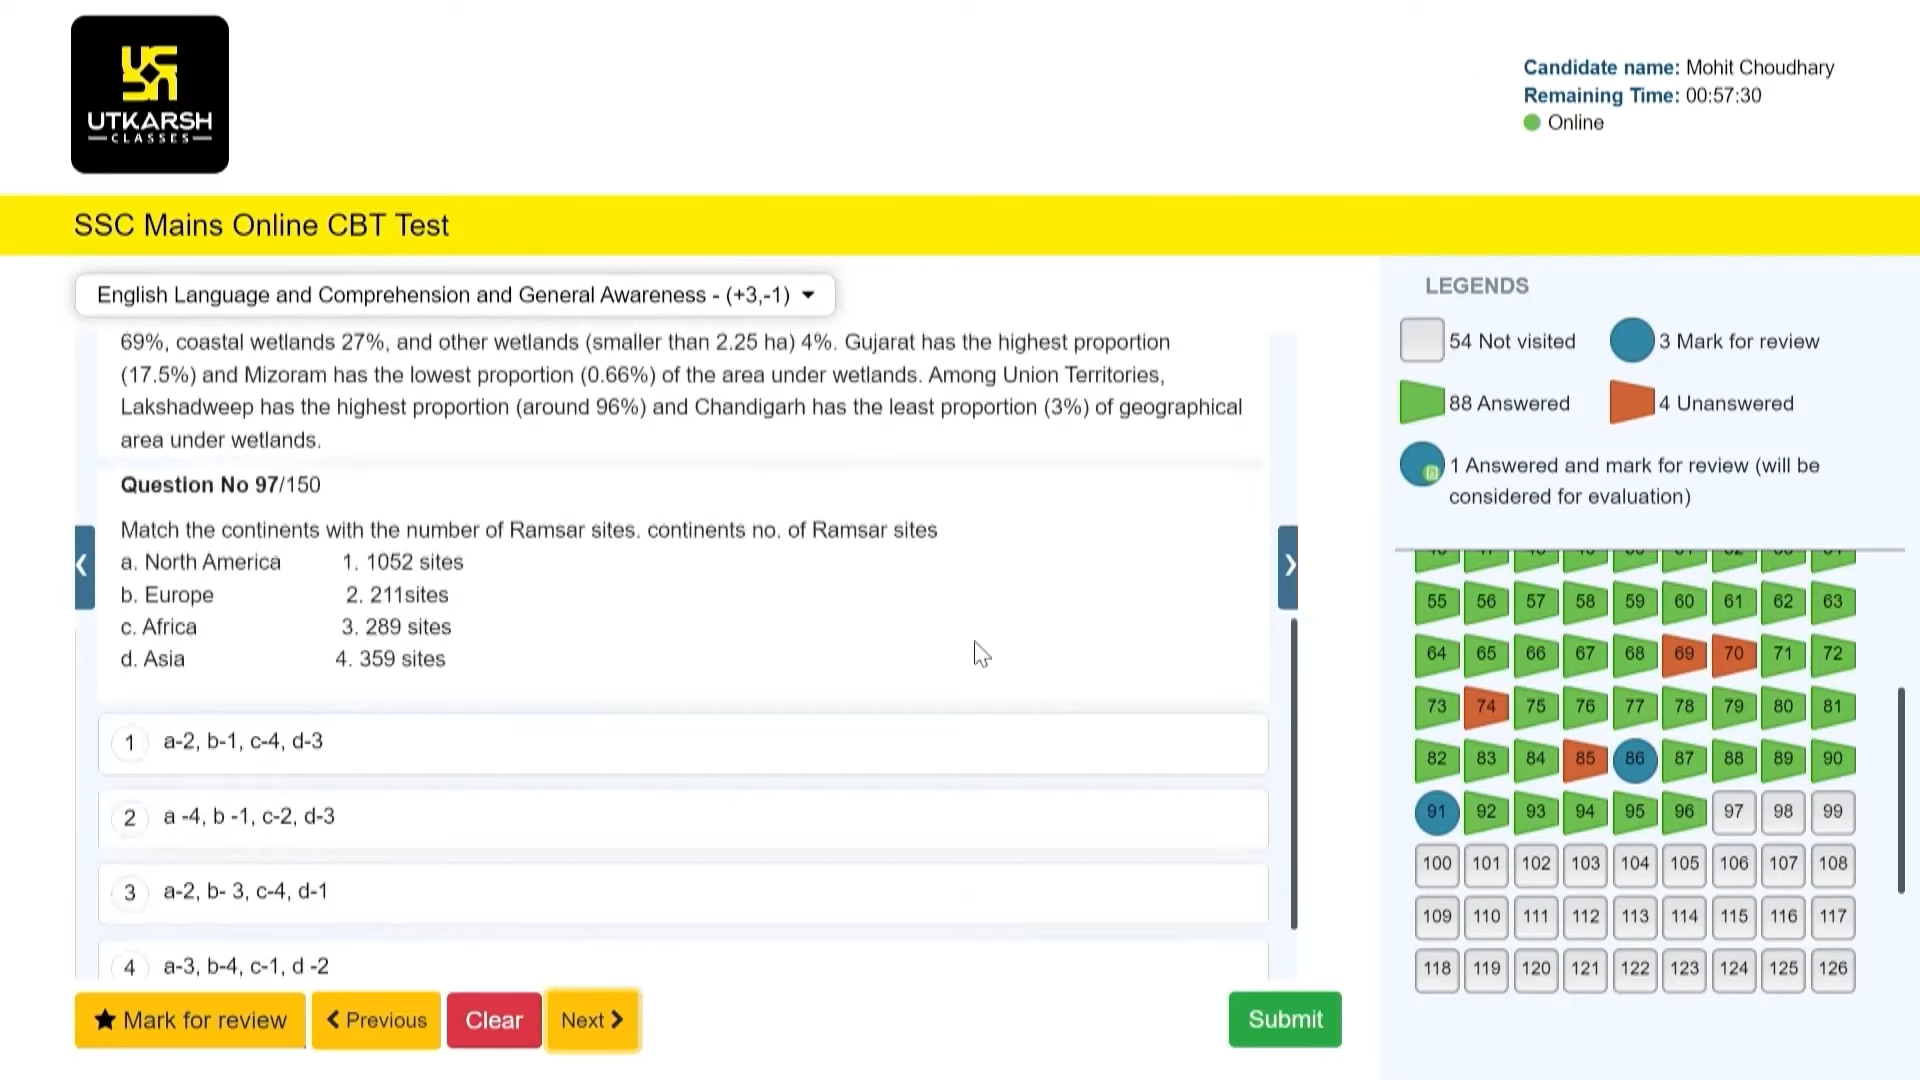 UTKARSH
CLASSES
Candidate name: Mohit Choudhary
Remaining Time: 00:57:30
Online
SSC Mains Online CBT Test
English Language and Comprehension and General Awareness - (+3,-1)
69%, coastal wetlands 27%, and other wetlands (smaller than 2.25 ha) 4%. Gujarat has the highest proportion
(17.5%) and Mizoram has the lowest proportion (0.66%) of the area under wetlands. Among Union Territories,
Lakshadweep has the highest proportion (around 96%) and Chandigarh has the least proportion (3%) of geographical
area under wetlands.
Question No 97/150
Match the continents with the number of Ramsar sites. continents no. of Ramsar sites
a. North America 1. 1052 sites
b. Europe 2. 211sites
c. Africa 3. 289 sites
d. Asia 4. 359 sites
1 a-2, b-1, c-4, d-3
2 a -4, b -1, c-2, d-3
3 a-2, b- 3, c-4, d-1
4 a-3, b-4, c-1, d -2
Mark for review
Previous
Clear
Next
Submit
LEGENDS
54 Not visited
3 Mark for review
88 Answered
4 Unanswered
1 Answered and mark for review (will be
considered for evaluation)
55 56 57 58 59 60 61 62 63
64 65 66 67 68 69 70 71 72
73 74 75 76 77 78 79 80 81
82 83 84 85 86 87 88 89 90
91 92 93 94 95 96 97 98 99
100 101 102 103 104 105 106 107 108
109 110 111 112 113 114 115 116 117
118 119 120 121 122 123 124 125 126